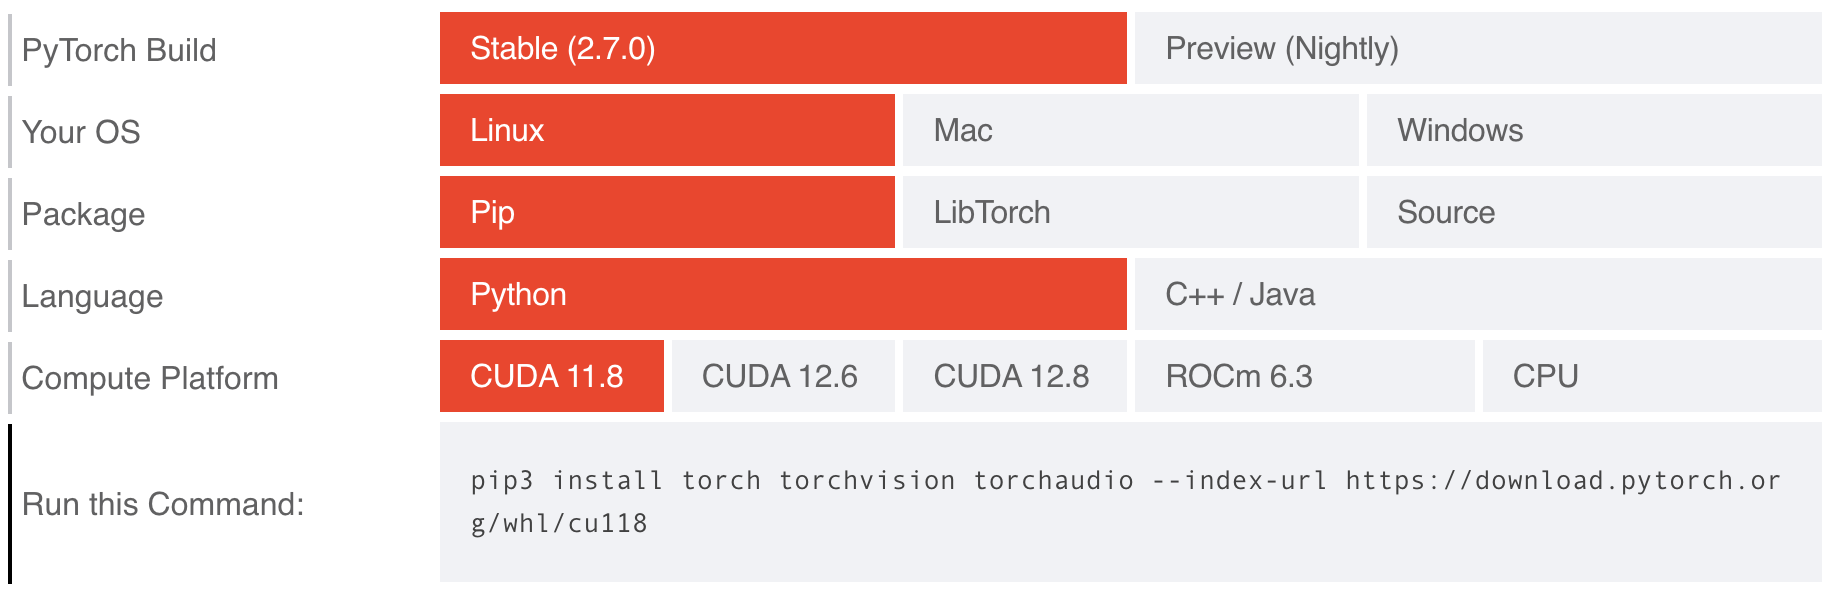 PyTorch Build
Stable (2.7.0)
Preview (Nightly)
Your OS
Linux
Mac
Windows
Package
Pip
LibTorch
Source
Language
Python
C++ / Java
Compute Platform
CUDA 11.8
CUDA 12.6
CUDA 12.8
ROCm 6.3
CPU
Run this Command:
pip3 install torch torchvision torchaudio --index-url https://download.pytorch.or
g/whl/cu118